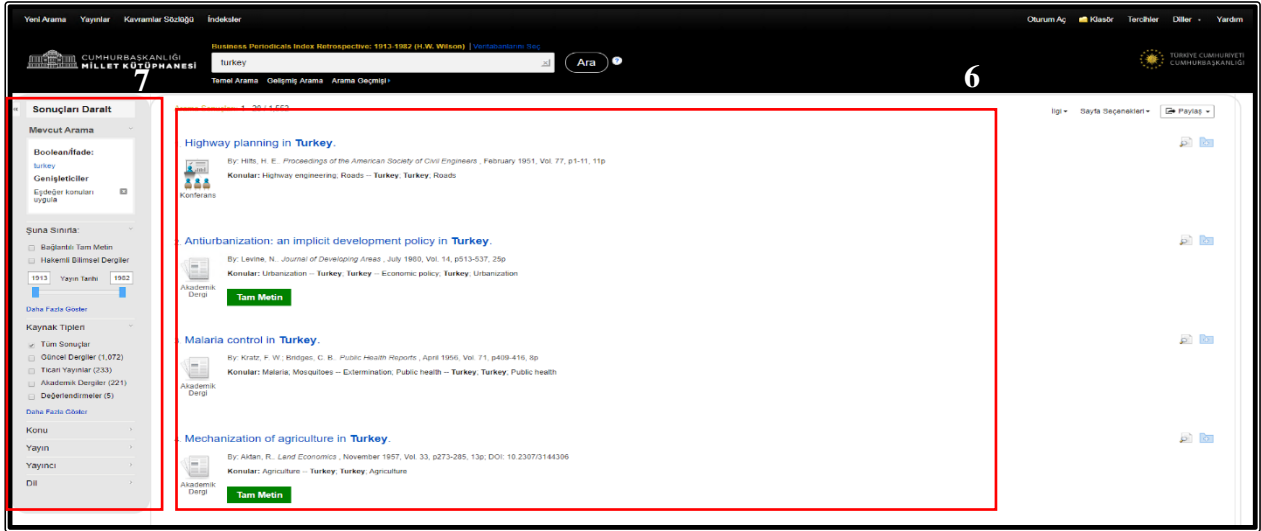 Yeni Arama Yayınlar Kavramlar Sözlüğü İndeksler
Oturum Aç Klasör Tercihler Diller Yardım
Business Periodicals Index Retrospective: 1913-1982 (H.W. Wilson) | Veritabanlarını Seç
CUMHURBAŞKANLIĞI
MİLLET KÜTÜPHANESİ
turkey
Ara
TÜRKİYE CUMHURİYETİ
CUMHURBAŞKANLIĞI
Temel Arama Gelişmiş Arama Arama Geçmişi
7
6
Sonuçları Daralt
Mevcut Arama
Boolean/İfade:
turkey
Genişleticiler
Eşdeğer konuları
uygula
Şuna Sınırla:
Bağlantılı Tam Metin
Hakemli Bilimsel Dergiler
1913 Yayın Tarihi 1982
Daha Fazla Göster
Kaynak Tipleri
Tüm Sonuçlar
Güncel Dergiler (1,072)
Ticari Yayınlar (233)
Akademik Dergiler (221)
Değerlendirmeler (5)
Daha Fazla Göster
Konu
Yayın
Yayıncı
Dil
Arama Sonuçları: 1 - 20 / 1,553
İlgi Sayfa Seçenekleri Paylaş
Highway planning in Turkey.
By: Hilts, H. E.. Proceedings of the American Society of Civil Engineers , February 1951, Vol. 77, p1-11, 11p
Konular: Highway engineering; Roads -- Turkey; Turkey; Roads
Konferans
2. Antiurbanization: an implicit development policy in Turkey.
By: Levine, N.. Journal of Developing Areas , July 1980, Vol. 14, p513-537, 25p
Konular: Urbanization -- Turkey; Turkey -- Economic policy; Turkey; Urbanization
Akademik
Dergi
Tam Metin
3. Malaria control in Turkey.
By: Kratz, F. W.; Bridges, C. B.. Public Health Reports , April 1956, Vol. 71, p409-416, 8p
Konular: Malaria; Mosquitoes -- Extermination; Public health -- Turkey; Turkey; Public health
Akademik
Dergi
4. Mechanization of agriculture in Turkey.
By: Aktan, R.. Land Economics , November 1957, Vol. 33, p273-285, 13p; DOI: 10.2307/3144306
Konular: Agriculture -- Turkey; Turkey; Agriculture
Akademik
Dergi
Tam Metin